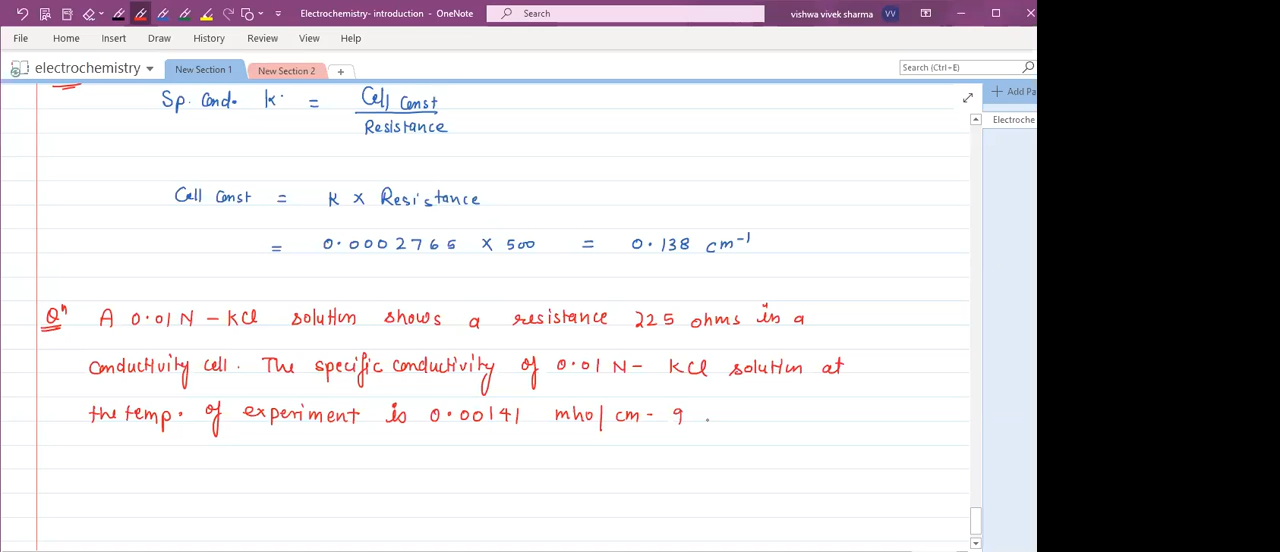 Electrochemistry- introduction - OneNote
Search
vishwa vivek sharma
VV
File Home Insert Draw History Review View Help
electrochemistry
New Section 1
New Section 2
Search (Ctrl+E)
Add Pa
Electroche
Sp. Cond. K = Cell Const
Resistance
Cell Const = K × Resistance
= 0.0002765 × 500 = 0.138 cm-1
Qn A 0.01 N - KCl solution shows a resistance 225 ohms in a
conductivity cell. The specific conductivity of 0.01 N - KCl solution at
the temp. of experiment is 0.00141 mho/cm- 9 .